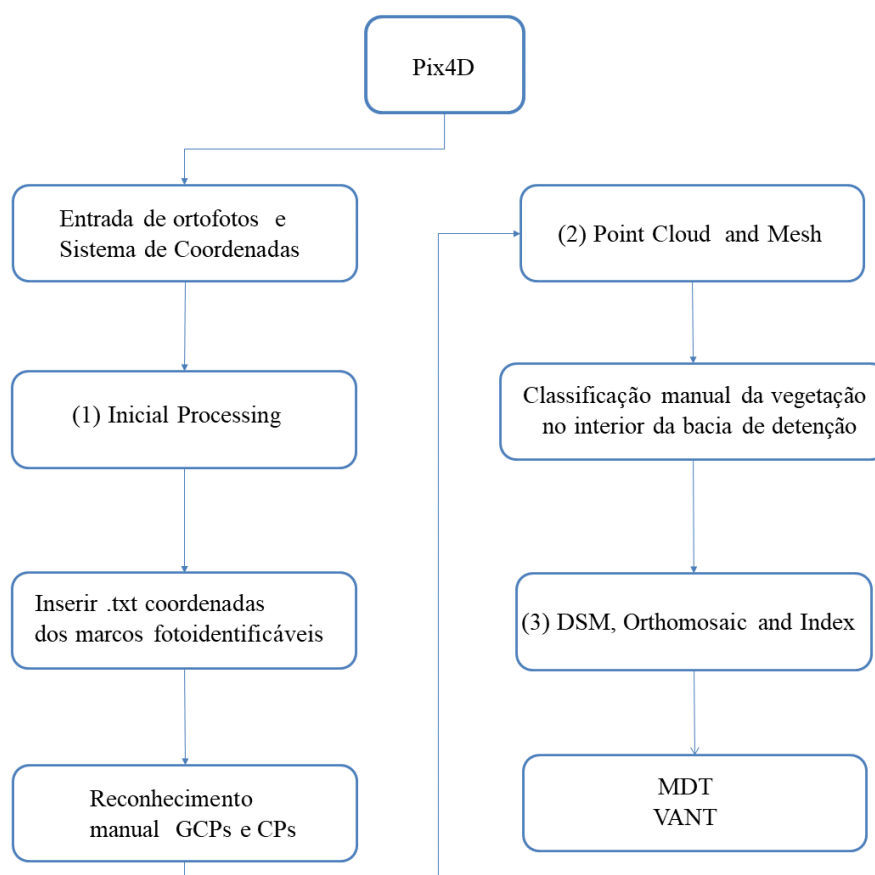 Pix4D
Entrada de ortofotos e
Sistema de Coordenadas
(1) Inicial Processing
Inserir .txt coordenadas
dos marcos fotoidentificáveis
Reconhecimento
manual GCPs e CPs
(2) Point Cloud and Mesh
Classificação manual da vegetação
no interior da bacia de detenção
(3) DSM, Orthomosaic and Index
MDT
VANT